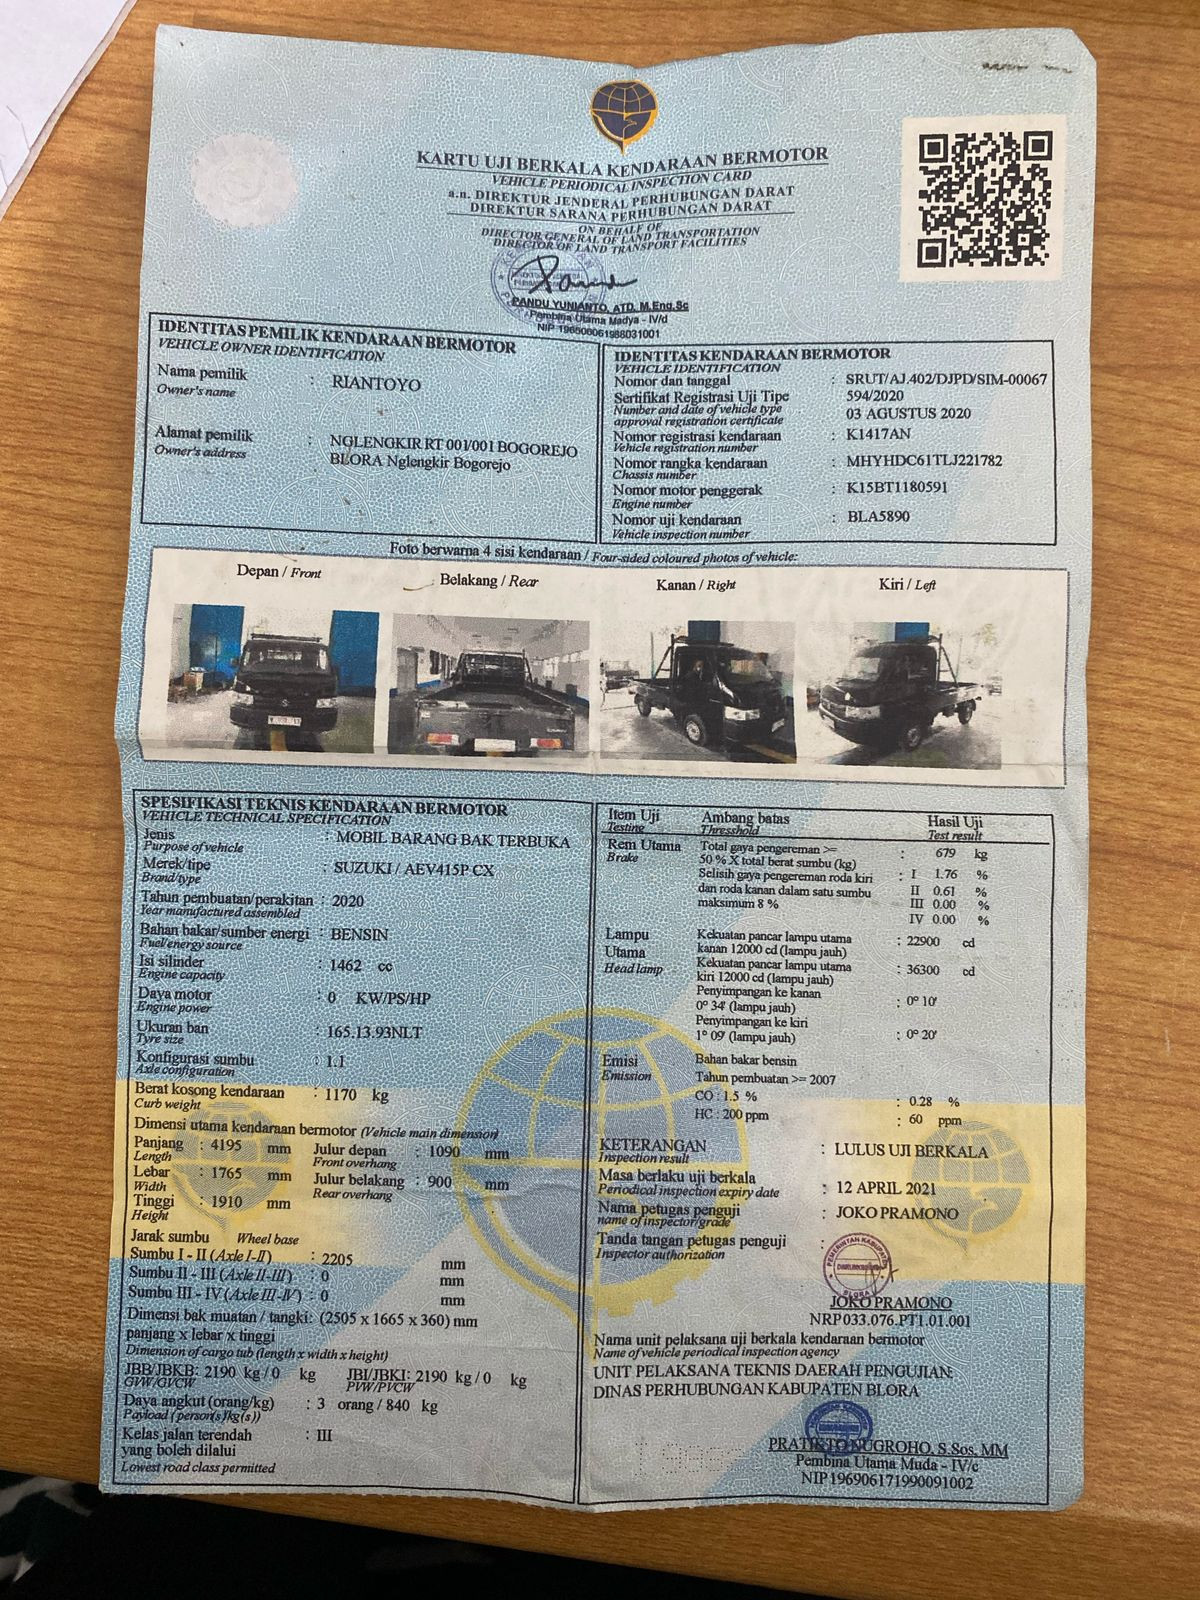 KARTU UJI BERKALA KENDARAAN BERMOTOR
VEHICLE PERIODICAL INSPECTION CARD
a.n. DIREKTUR JENDERAL PERHUBUNGAN DARAT
DIREKTUR SARANA PERHUBUNGAN DARAT
ON BEHALF OF
DIRECTOR GENERAL OF LAND TRANSPORTATION
DIRECTOR OF LAND TRANSPORT FACILITIES
PANDU YUNIANTO, ATD, M.Eng.Sc
Pembina Utama Madya - IV/d
IDENTITAS PEMILIK KENDARAAN BERMOTOR
VEHICLE OWNER IDENTIFICATION
Nama pemilik : RIANTOYO
Owner's name
Alamat pemilik : NGLENGKIR RT 001/001 BOGOREJO
Owner's address BLORA Nglengkir Bogorejo
IDENTITAS KENDARAAN BERMOTOR
VEHICLE IDENTIFICATION
Nomor dan tanggal : SRUT/AJ.402/DJPD/SIM-00067
Sertifikat Registrasi Uji Tipe 594/2020
Number and date of vehicle type 03 AGUSTUS 2020
approval registration certificate
Nomor registrasi kendaraan : K1417AN
Vehicle registration number
Nomor rangka kendaraan : MHYHDC61TLJ221782
Chassis number
Nomor motor penggerak : K15BT1180591
Engine number
Nomor uji kendaraan : BLA5890
Vehicle inspection number
Foto berwarna 4 sisi kendaraan / Four-sided coloured photos of vehicle:
Depan / Front Belakang / Rear Kanan / Right Kiri / Left
SPESIFIKASI TEKNIS KENDARAAN BERMOTOR
VEHICLE TECHNICAL SPECIFICATION
Jenis : MOBIL BARANG BAK TERBUKA
Purpose of vehicle
Merek/tipe : SUZUKI / AEV415P CX
Brand/type
Tahun pembuatan/perakitan : 2020
Year manufactured assembled
Bahan bakar/sumber energi : BENSIN
Fuel/energy source
Isi silinder : 1462 cc
Engine capacity
Daya motor : 0 KW/PS/HP
Engine power
Ukuran ban : 165.13.93NLT
Tyre size
Konfigurasi sumbu : 1.1
Axle configuration
Berat kosong kendaraan : 1170 kg
Curb weight
Dimensi utama kendaraan bermotor (Vehicle main dimension)
Panjang : 4195 mm Julur depan : 1090 mm
Length Front overhang
Lebar : 1765 mm Julur belakang : 900 mm
Width Rear overhang
Tinggi : 1910 mm
Height
Jarak sumbu Wheel base
Sumbu I - II (Axle I-II) : 2205 mm
Sumbu II - III (Axle II-III) : 0 mm
Sumbu III - IV (Axle III-IV) : 0 mm
Dimensi bak muatan / tangki: (2505 x 1665 x 360) mm
panjang x lebar x tinggi
Dimension of cargo tub (length x width x height)
JBB/JBKB: 2190 kg / 0 kg JBI/JBKI: 2190 kg / 0 kg
GVW/GVCW PVW/PVCW
Daya angkut (orang/kg) : 3 orang / 840 kg
Payload (person(s)/kg(s))
Kelas jalan terendah : III
yang boleh dilalui
Lowest road class permitted
Item Uji Ambang batas Hasil Uji
Testing Thresshold Test result
Rem Utama Total gaya pengereman >= : 679 kg
Brake 50 % X total berat sumbu (kg)
Selisih gaya pengereman roda kiri : I 1.76 %
dan roda kanan dalam satu sumbu II 0.61 %
maksimum 8 % III 0.00 %
IV 0.00 %
Lampu Kekuatan pancar lampu utama : 22900 cd
Utama kanan 12000 cd (lampu jauh)
Head lamp Kekuatan pancar lampu utama : 36300 cd
kiri 12000 cd (lampu jauh)
Penyimpangan ke kanan : 0° 10'
0° 34' (lampu jauh)
Penyimpangan ke kiri : 0° 20'
1° 09' (lampu jauh)
Emisi Bahan bakar bensin
Emission Tahun pembuatan >= 2007
CO : 1.5 % : 0.28 %
HC : 200 ppm : 60 ppm
KETERANGAN : LULUS UJI BERKALA
Inspection result
Masa berlaku uji berkala : 12 APRIL 2021
Periodical inspection expiry date
Nama petugas penguji : JOKO PRAMONO
name of inspector/grade
Tanda tangan petugas penguji :
Inspector authorization
JOKO PRAMONO
NRP 033.076.PT1.01.001
Nama unit pelaksana uji berkala kendaraan bermotor
Name of vehicle periodical inspection agency
UNIT PELAKSANA TEKNIS DAERAH PENGUJIAN:
DINAS PERHUBUNGAN KABUPATEN BLORA
PRATIKTO NUGROHO, S.Sos, MM
Pembina Utama Muda - IV/c
NIP 196906171990091002